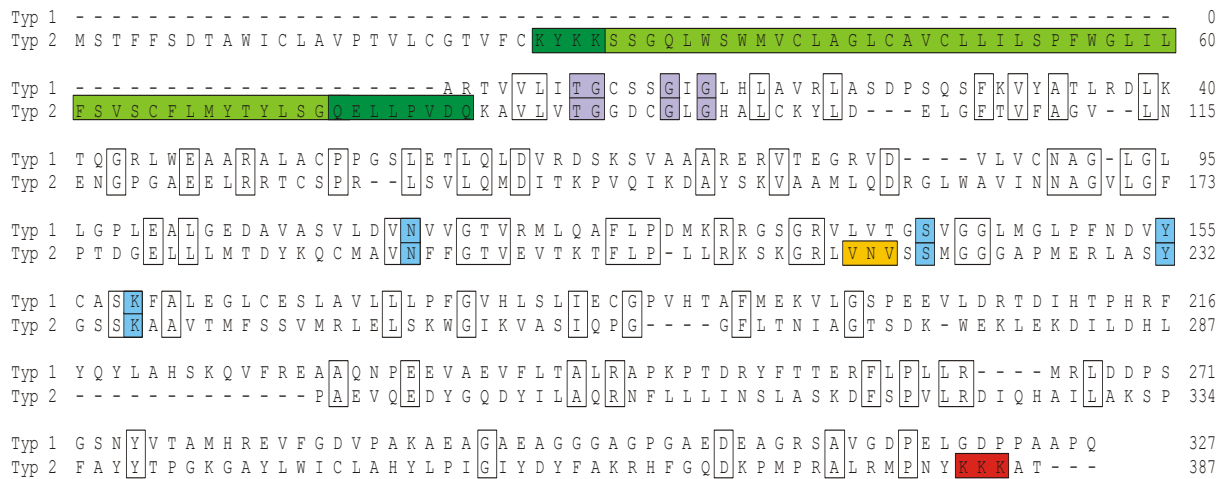 Typ 1 - - - - - - - - - - - - - - - - - - - - - - - - - - - - - - - - - - - - - - - - - - - - - - - - - - - - - - - - - - - - 0
Typ 2 M S T F F S D T A W I C L A V P T V L C G T V F C K Y K K S S G Q L W S W M V C L A G L C A V C L L I L S P F W G L I L 60
Typ 1 - - - - - - - - - - - - - - - - - - - - A R T V V L I T G C S S G I G L H L A V R L A S D P S Q S F K V Y A T L R D L K 40
Typ 2 F S V S C F L M Y T Y L S G Q E L L P V D Q K A V L V T G G D C G L G H A L C K Y L D - - - E L G F T V F A G V - - L N 115
Typ 1 T Q G R L W E A A R A L A C P P G S L E T L Q L D V R D S K S V A A A R E R V T E G R V D - - - - V L V C N A G - L G L 95
Typ 2 E N G P G A E E L R R T C S P R - - L S V L Q M D I T K P V Q I K D A Y S K V A A M L Q D R G L W A V I N N A G V L G F 173
Typ 1 L G P L E A L G E D A V A S V L D V N V V G T V R M L Q A F L P D M K R R G S G R V L V T G S V G G L M G L P F N D V Y 155
Typ 2 P T D G E L L L M T D Y K Q C M A V N F F G T V E V T K T F L P - L L R K S K G R L V N V S S M G G G A P M E R L A S Y 232
Typ 1 C A S K F A L E G L C E S L A V L L L P F G V H L S L I E C G P V H T A F M E K V L G S P E E V L D R T D I H T P H R F 216
Typ 2 G S S K A A V T M F S S V M R L E L S K W G I K V A S I Q P G - - - - G F L T N I A G T S D K - W E K L E K D I L D H L 287
Typ 1 Y Q Y L A H S K Q V F R E A A Q N P E E V A E V F L T A L R A P K P T D R Y F T T E R F L P L L R - - - - M R L D D P S 271
Typ 2 - - - - - - - - - - - - - P A E V Q E D Y G Q D Y I L A Q R N F L L L I N S L A S K D F S P V L R D I Q H A I L A K S P 334
Typ 1 G S N Y V T A M H R E V F G D V P A K A E A G A E A G G G A G P G A E D E A G R S A V G D P E L G D P P A A P Q 327
Typ 2 F A Y Y T P G K G A Y L W I C L A H Y L P I G I Y D Y F A K R H F G Q D K P M P R A L R M P N Y K K K A T - - - 387